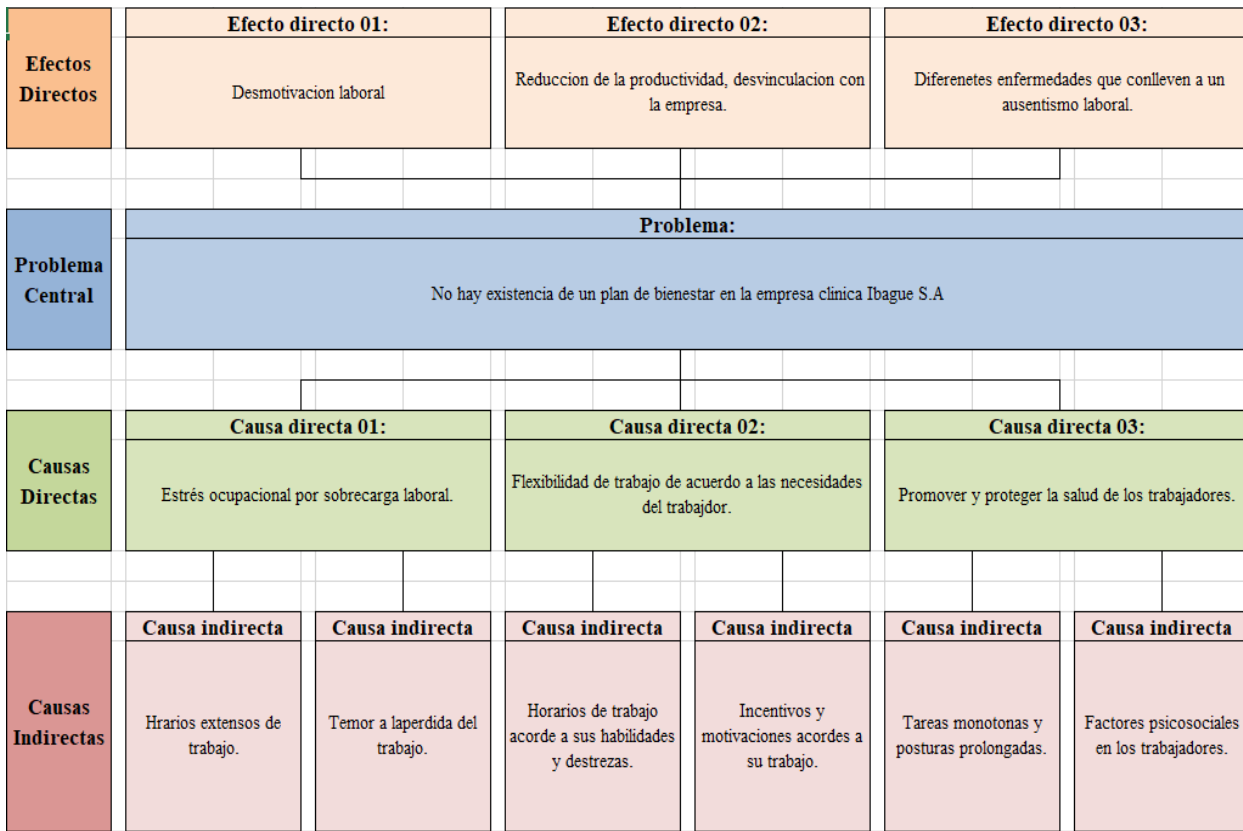 Efectos
Directos
Efecto directo 01:
Desmotivacion laboral
Efecto directo 02:
Reduccion de la productividad, desvinculacion con
la empresa.
Efecto directo 03:
Diferenetes enfermedades que conlleven a un
ausentismo laboral.
Problema
Central
Problema:
No hay existencia de un plan de bienestar en la empresa clinica Ibague S.A
Causas
Directas
Causa directa 01:
Estrés ocupacional por sobrecarga laboral.
Causa directa 02:
Flexibilidad de trabajo de acuerdo a las necesidades
del trabajdor.
Causa directa 03:
Promover y proteger la salud de los trabajadores.
Causas
Indirectas
Causa indirecta
Hrarios extensos de
trabajo.
Causa indirecta
Temor a laperdida del
trabajo.
Causa indirecta
Horarios de trabajo
acorde a sus habilidades
y destrezas.
Causa indirecta
Incentivos y
motivaciones acordes a
su trabajo.
Causa indirecta
Tareas monotonas y
posturas prolongadas.
Causa indirecta
Factores psicosociales
en los trabajadores.